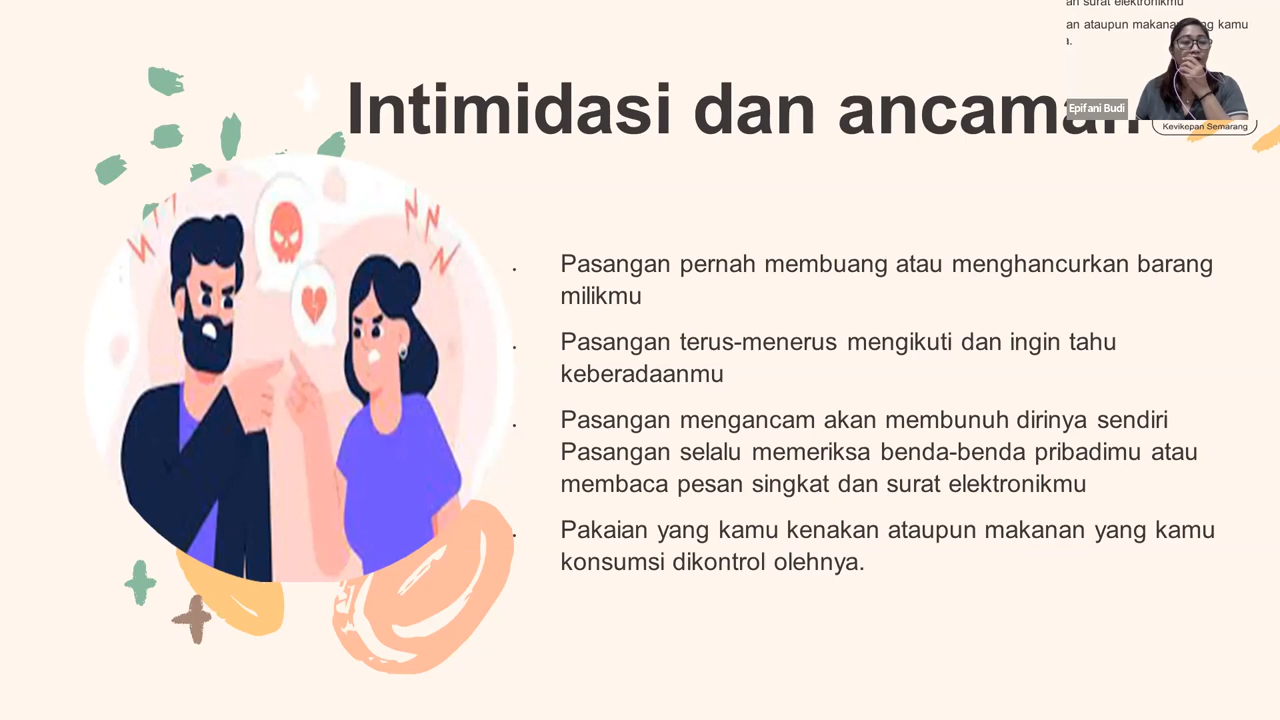 an surat elektronikmu
an ataupun makanan yang kamu
Intimidasi dan ancaman
Epifani Budi
Kevikepan Semarang
. Pasangan pernah membuang atau menghancurkan barang
milikmu
. Pasangan terus-menerus mengikuti dan ingin tahu
keberadaanmu
. Pasangan mengancam akan membunuh dirinya sendiri
Pasangan selalu memeriksa benda-benda pribadimu atau
membaca pesan singkat dan surat elektronikmu
. Pakaian yang kamu kenakan ataupun makanan yang kamu
konsumsi dikontrol olehnya.